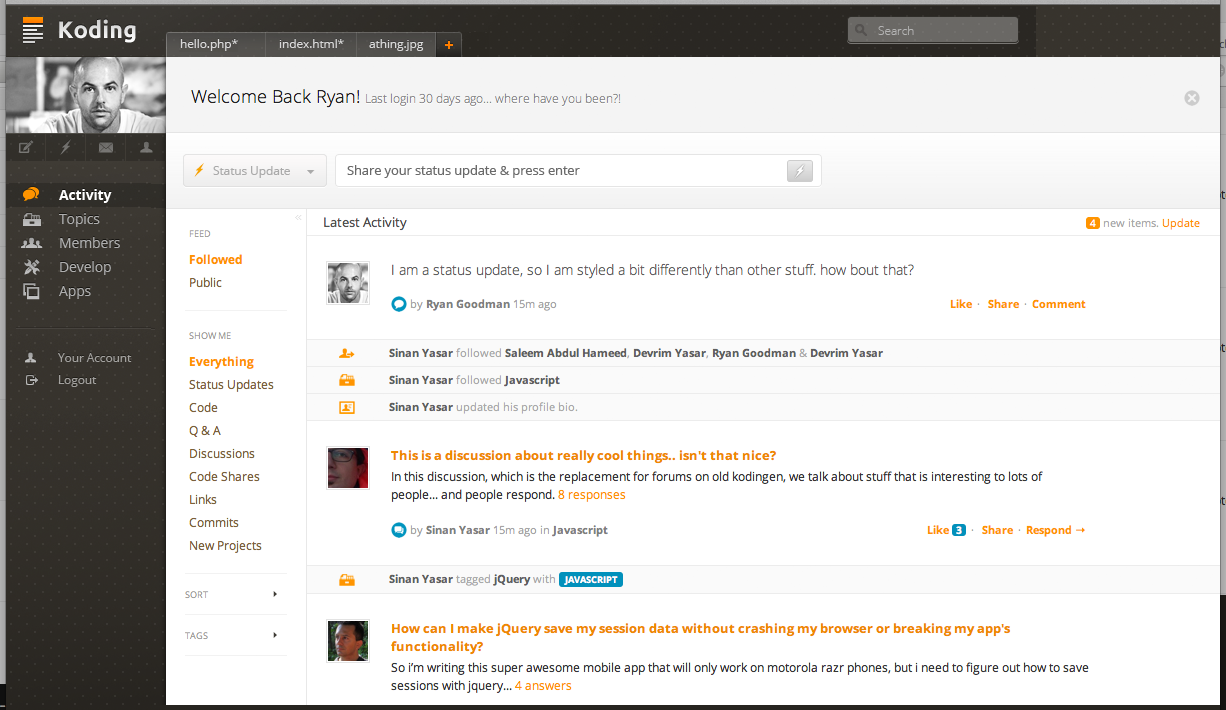 Koding
hello.php*
index.html*
athing.jpg
+
Search
Welcome Back Ryan! Last login 30 days ago... where have you been?!
Status Update
Share your status update & press enter
Activity
Topics
Members
Develop
Apps
Your Account
Logout
FEED
Followed
Public
SHOW ME
Everything
Status Updates
Code
Q & A
Discussions
Code Shares
Links
Commits
New Projects
SORT
TAGS
Latest Activity
4 new items. Update
I am a status update, so I am styled a bit differently than other stuff. how bout that?
by Ryan Goodman 15m ago
Like · Share · Comment
Sinan Yasar followed Saleem Abdul Hameed, Devrim Yasar, Ryan Goodman & Devrim Yasar
Sinan Yasar followed Javascript
Sinan Yasar updated his profile bio.
This is a discussion about really cool things.. isn't that nice?
In this discussion, which is the replacement for forums on old kodingen, we talk about stuff that is interesting to lots of
people... and people respond. 8 responses
by Sinan Yasar 15m ago in Javascript
Like 3 · Share · Respond →
Sinan Yasar tagged jQuery with JAVASCRIPT
How can I make jQuery save my session data without crashing my browser or breaking my app's
functionality?
So i'm writing this super awesome mobile app that will only work on motorola razr phones, but i need to figure out how to save
sessions with jquery... 4 answers